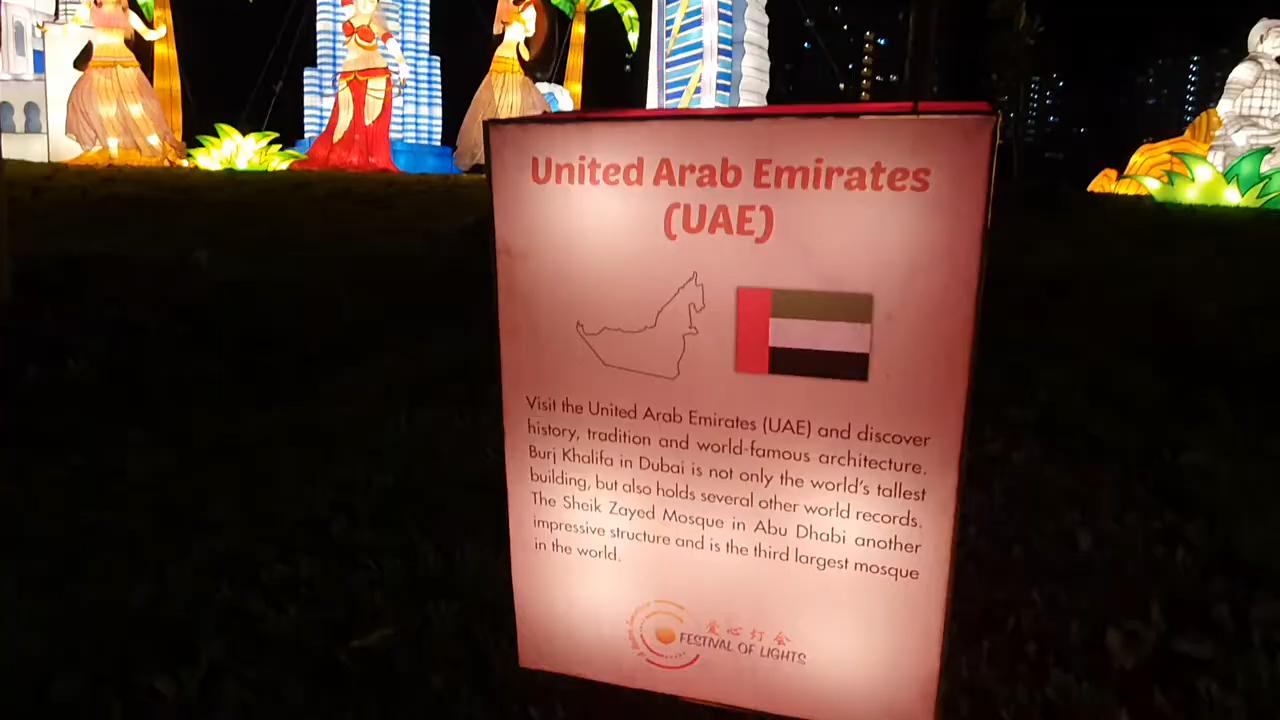 United Arab Emirates
(UAE)
Visit the United Arab Emirates (UAE) and discover
history, tradition and world-famous architecture.
Burj Khalifa in Dubai is not only the world's tallest
building, but also holds several other world records.
The Sheik Zayed Mosque in Abu Dhabi another
impressive structure and is the third largest mosque
in the world.
爱心灯会
FESTIVAL OF LIGHTS